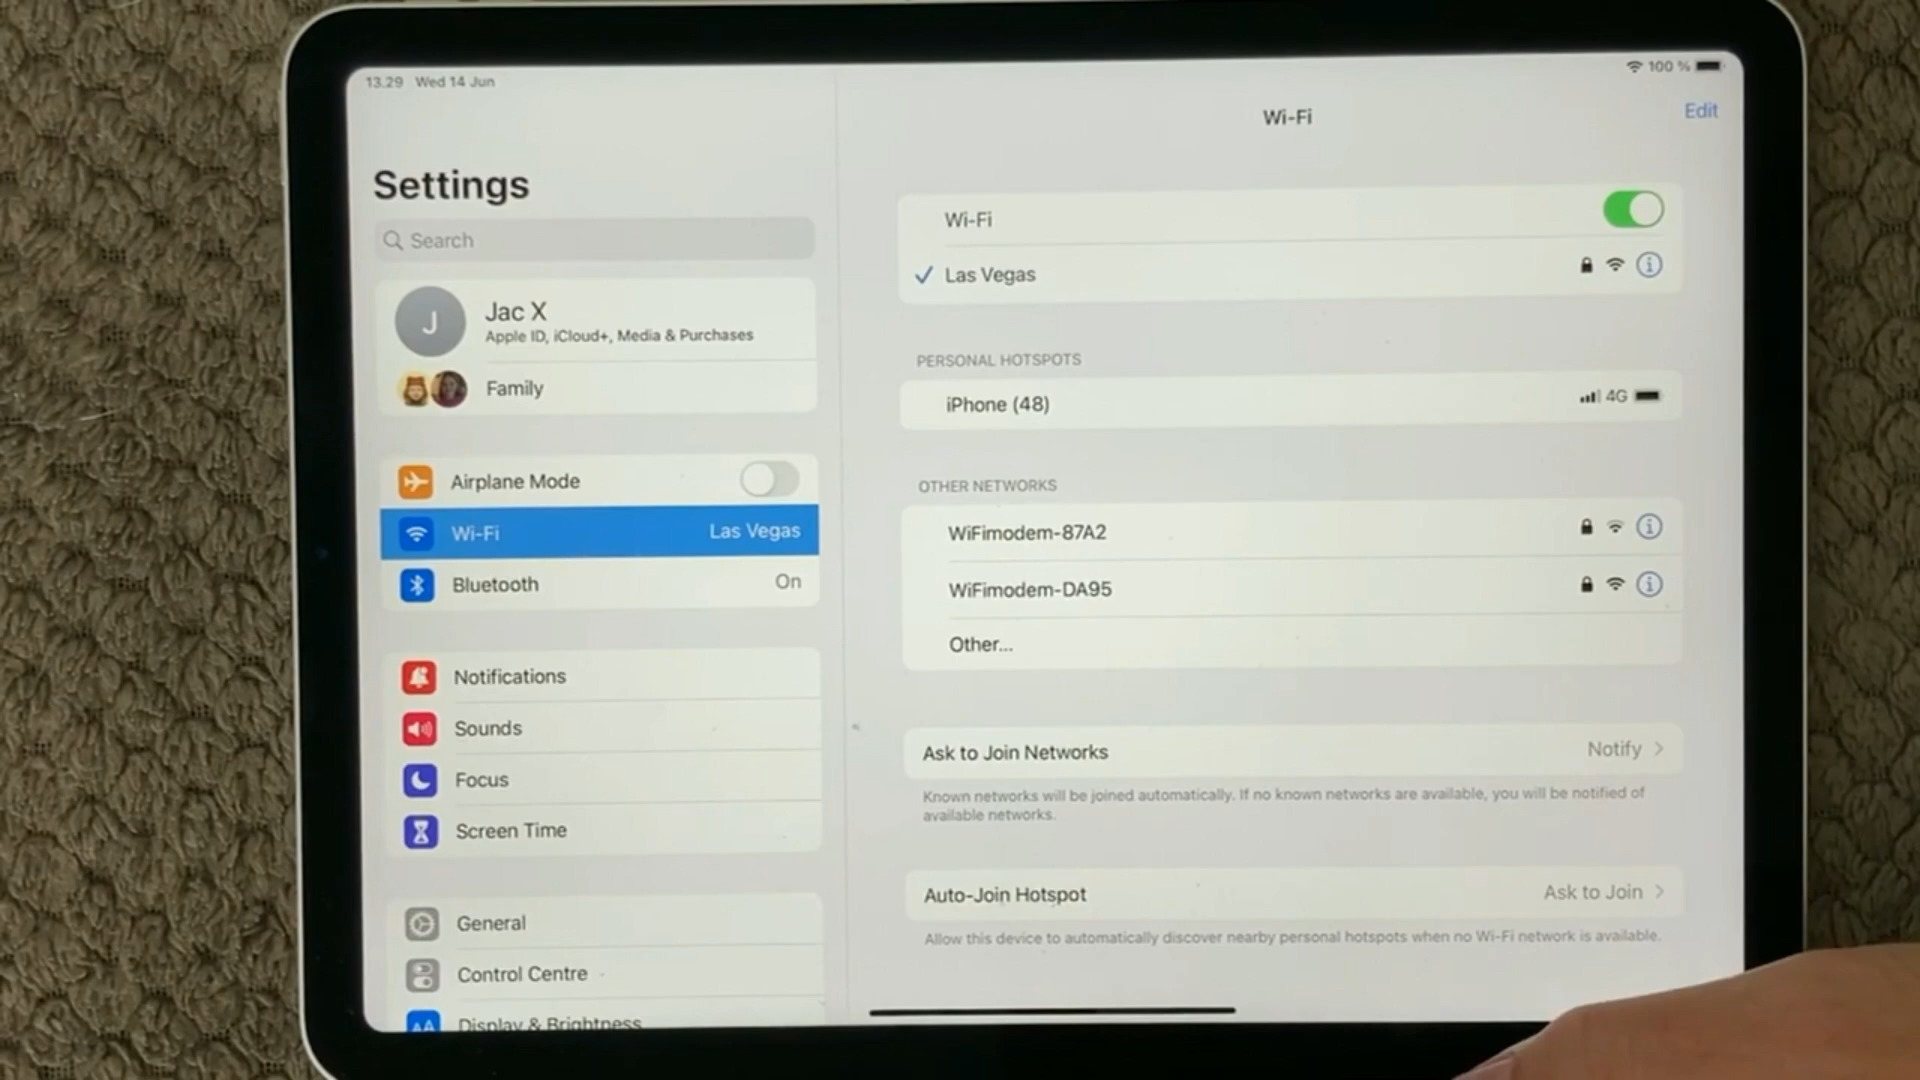 13.29 Wed 14 Jun
100 %
Wi-Fi
Edit
Settings
Search
J
Jac X
Apple ID, iCloud+, Media & Purchases
Family
Airplane Mode
Wi-Fi Las Vegas
Bluetooth On
Notifications
Sounds
Focus
Screen Time
General
Control Centre
AA Display & Brightness
Wi-Fi
Las Vegas
PERSONAL HOTSPOTS
iPhone (48) 4G
OTHER NETWORKS
WiFimodem-87A2
WiFimodem-DA95
Other...
Ask to Join Networks Notify
Known networks will be joined automatically. If no known networks are available, you will be notified of
available networks.
Auto-Join Hotspot Ask to Join
Allow this device to automatically discover nearby personal hotspots when no Wi-Fi network is available.